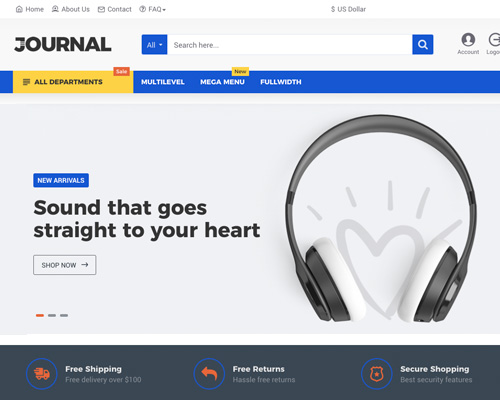 Home About Us Contact FAQ $ US Dollar
JOURNAL
All Search here...
Account
Sale
New
ALL DEPARTMENTS MULTILEVEL MEGA MENU FULLWIDTH
NEW ARRIVALS
Sound that goes
straight to your heart
SHOP NOW
Free Shipping
Free delivery over $100
Free Returns
Hassle free returns
Secure Shopping
Best security features